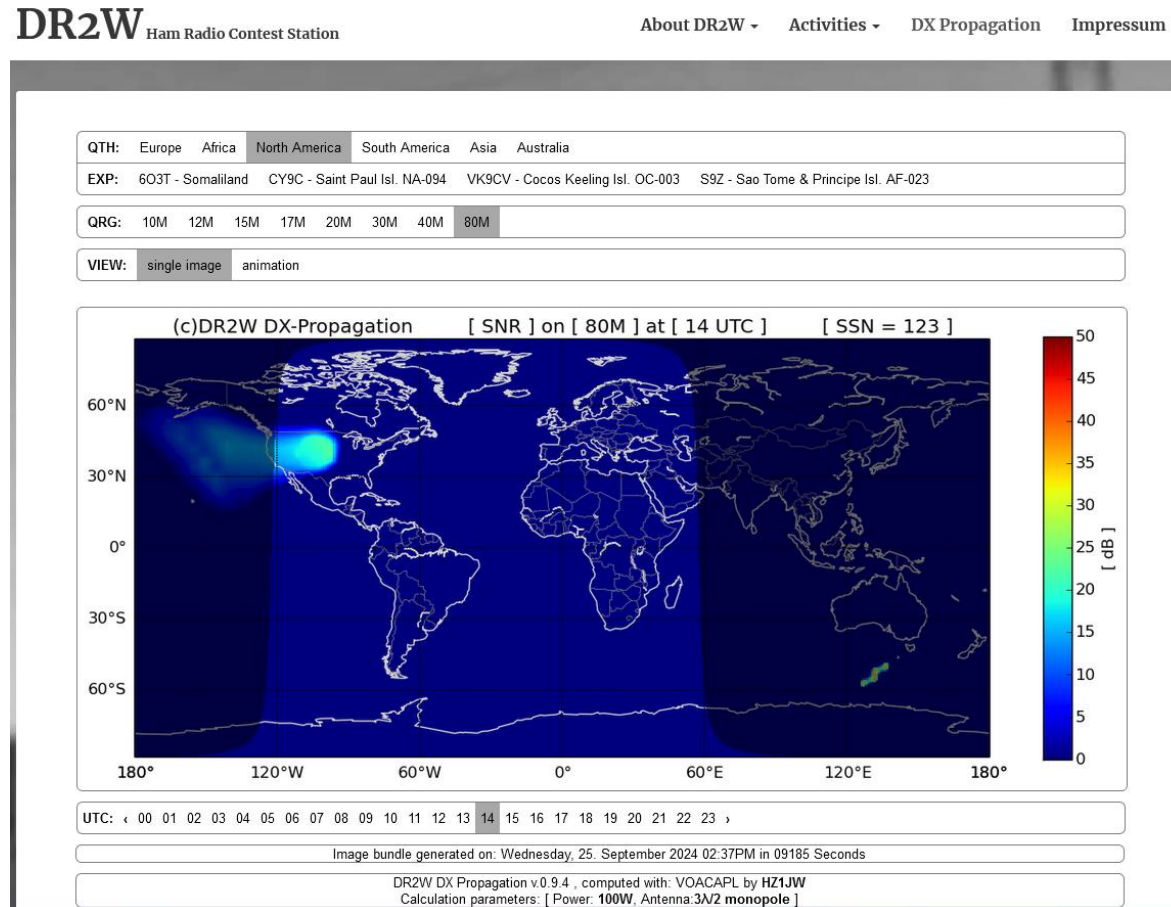 DR2W Ham Radio Contest Station
About DR2W Activities DX Propagation Impressum
QTH: Europe Africa North America South America Asia Australia
EXP: 6O3T - Somaliland CY9C - Saint Paul Isl. NA-094 VK9CV - Cocos Keeling Isl. OC-003 S9Z - Sao Tome & Principe Isl. AF-023
QRG: 10M 12M 15M 17M 20M 30M 40M 80M
VIEW: single image animation
(c)DR2W DX-Propagation [ SNR ] on [ 80M ] at [ 14 UTC ] [ SSN = 123 ]
60°N
30°N
0°
30°S
60°S
180° 120°W 60°W 0° 60°E 120°E 180°
50
45
40
35
30
25
20
15
10
5
0
[ dB ]
UTC: ‹ 00 01 02 03 04 05 06 07 08 09 10 11 12 13 14 15 16 17 18 19 20 21 22 23 ›
Image bundle generated on: Wednesday, 25. September 2024 02:37PM in 09185 Seconds
DR2W DX Propagation v.0.9.4 , computed with: VOACAPL by HZ1JW
Calculation parameters: [ Power: 100W, Antenna:3λ/2 monopole ]